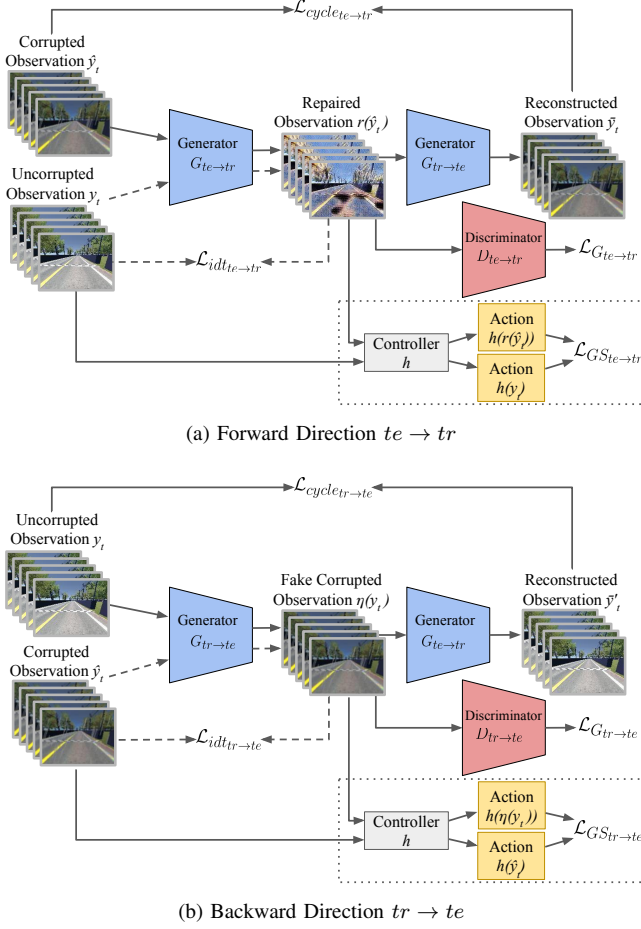 ℒ_{cycle_{te→tr}}
Corrupted
Observation ŷ_t
Uncorrupted
Observation y_t
Generator
G_{te→tr}
Repaired
Observation r(ŷ_t)
Generator
G_{tr→te}
Reconstructed
Observation ȳ_t
ℒ_{idt_{te→tr}}
Discriminator
D_{te→tr}
ℒ_{G_{te→tr}}
Controller
h
Action
h(r(ŷ_t))
Action
h(y_t)
ℒ_{GS_{te→tr}}
(a) Forward Direction te → tr
ℒ_{cycle_{tr→te}}
Uncorrupted
Observation y_t
Corrupted
Observation ŷ_t
Generator
G_{tr→te}
Fake Corrupted
Observation η(y_t)
Generator
G_{te→tr}
Reconstructed
Observation ȳ'_t
ℒ_{idt_{tr→te}}
Discriminator
D_{tr→te}
ℒ_{G_{tr→te}}
Controller
h
Action
h(η(y_t))
Action
h(ŷ_t)
ℒ_{GS_{tr→te}}
(b) Backward Direction tr → te